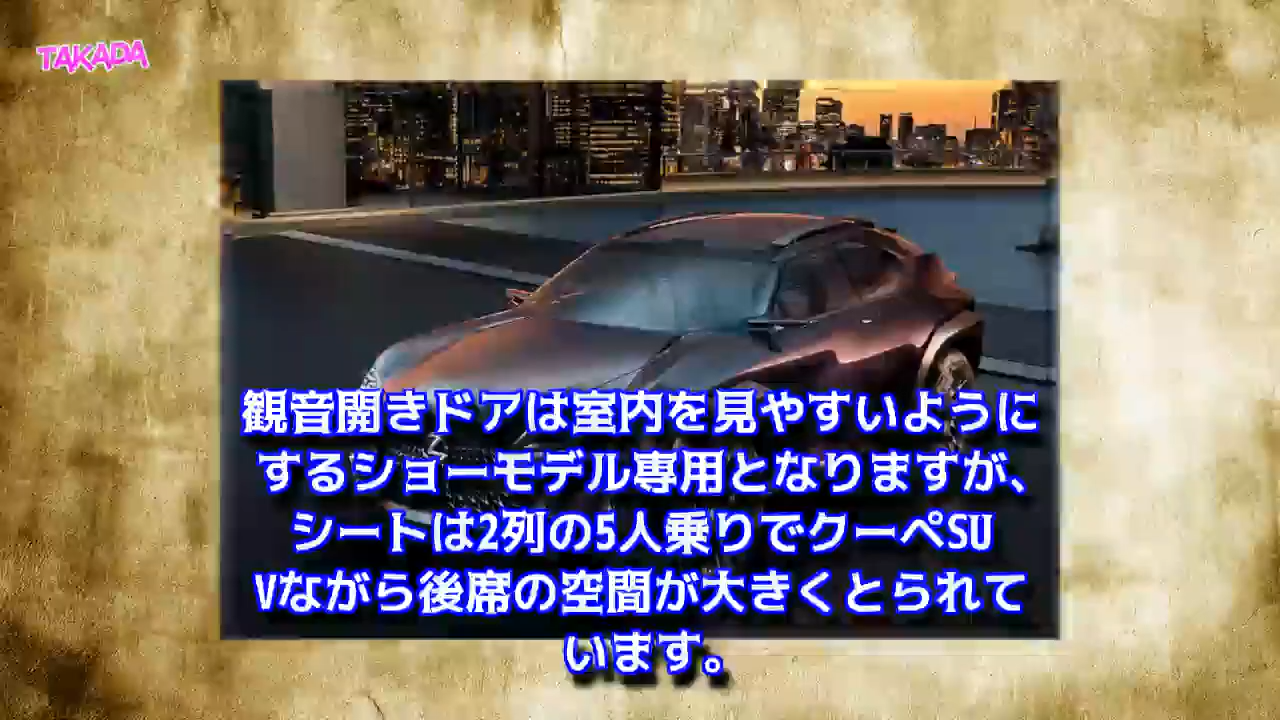 TAKADA
観音開きドアは室内を見やすいように
するショーモデル専用となりますが、
シートは2列の5人乗りでクーペSU
Vながら後席の空間が大きくとられて
います。